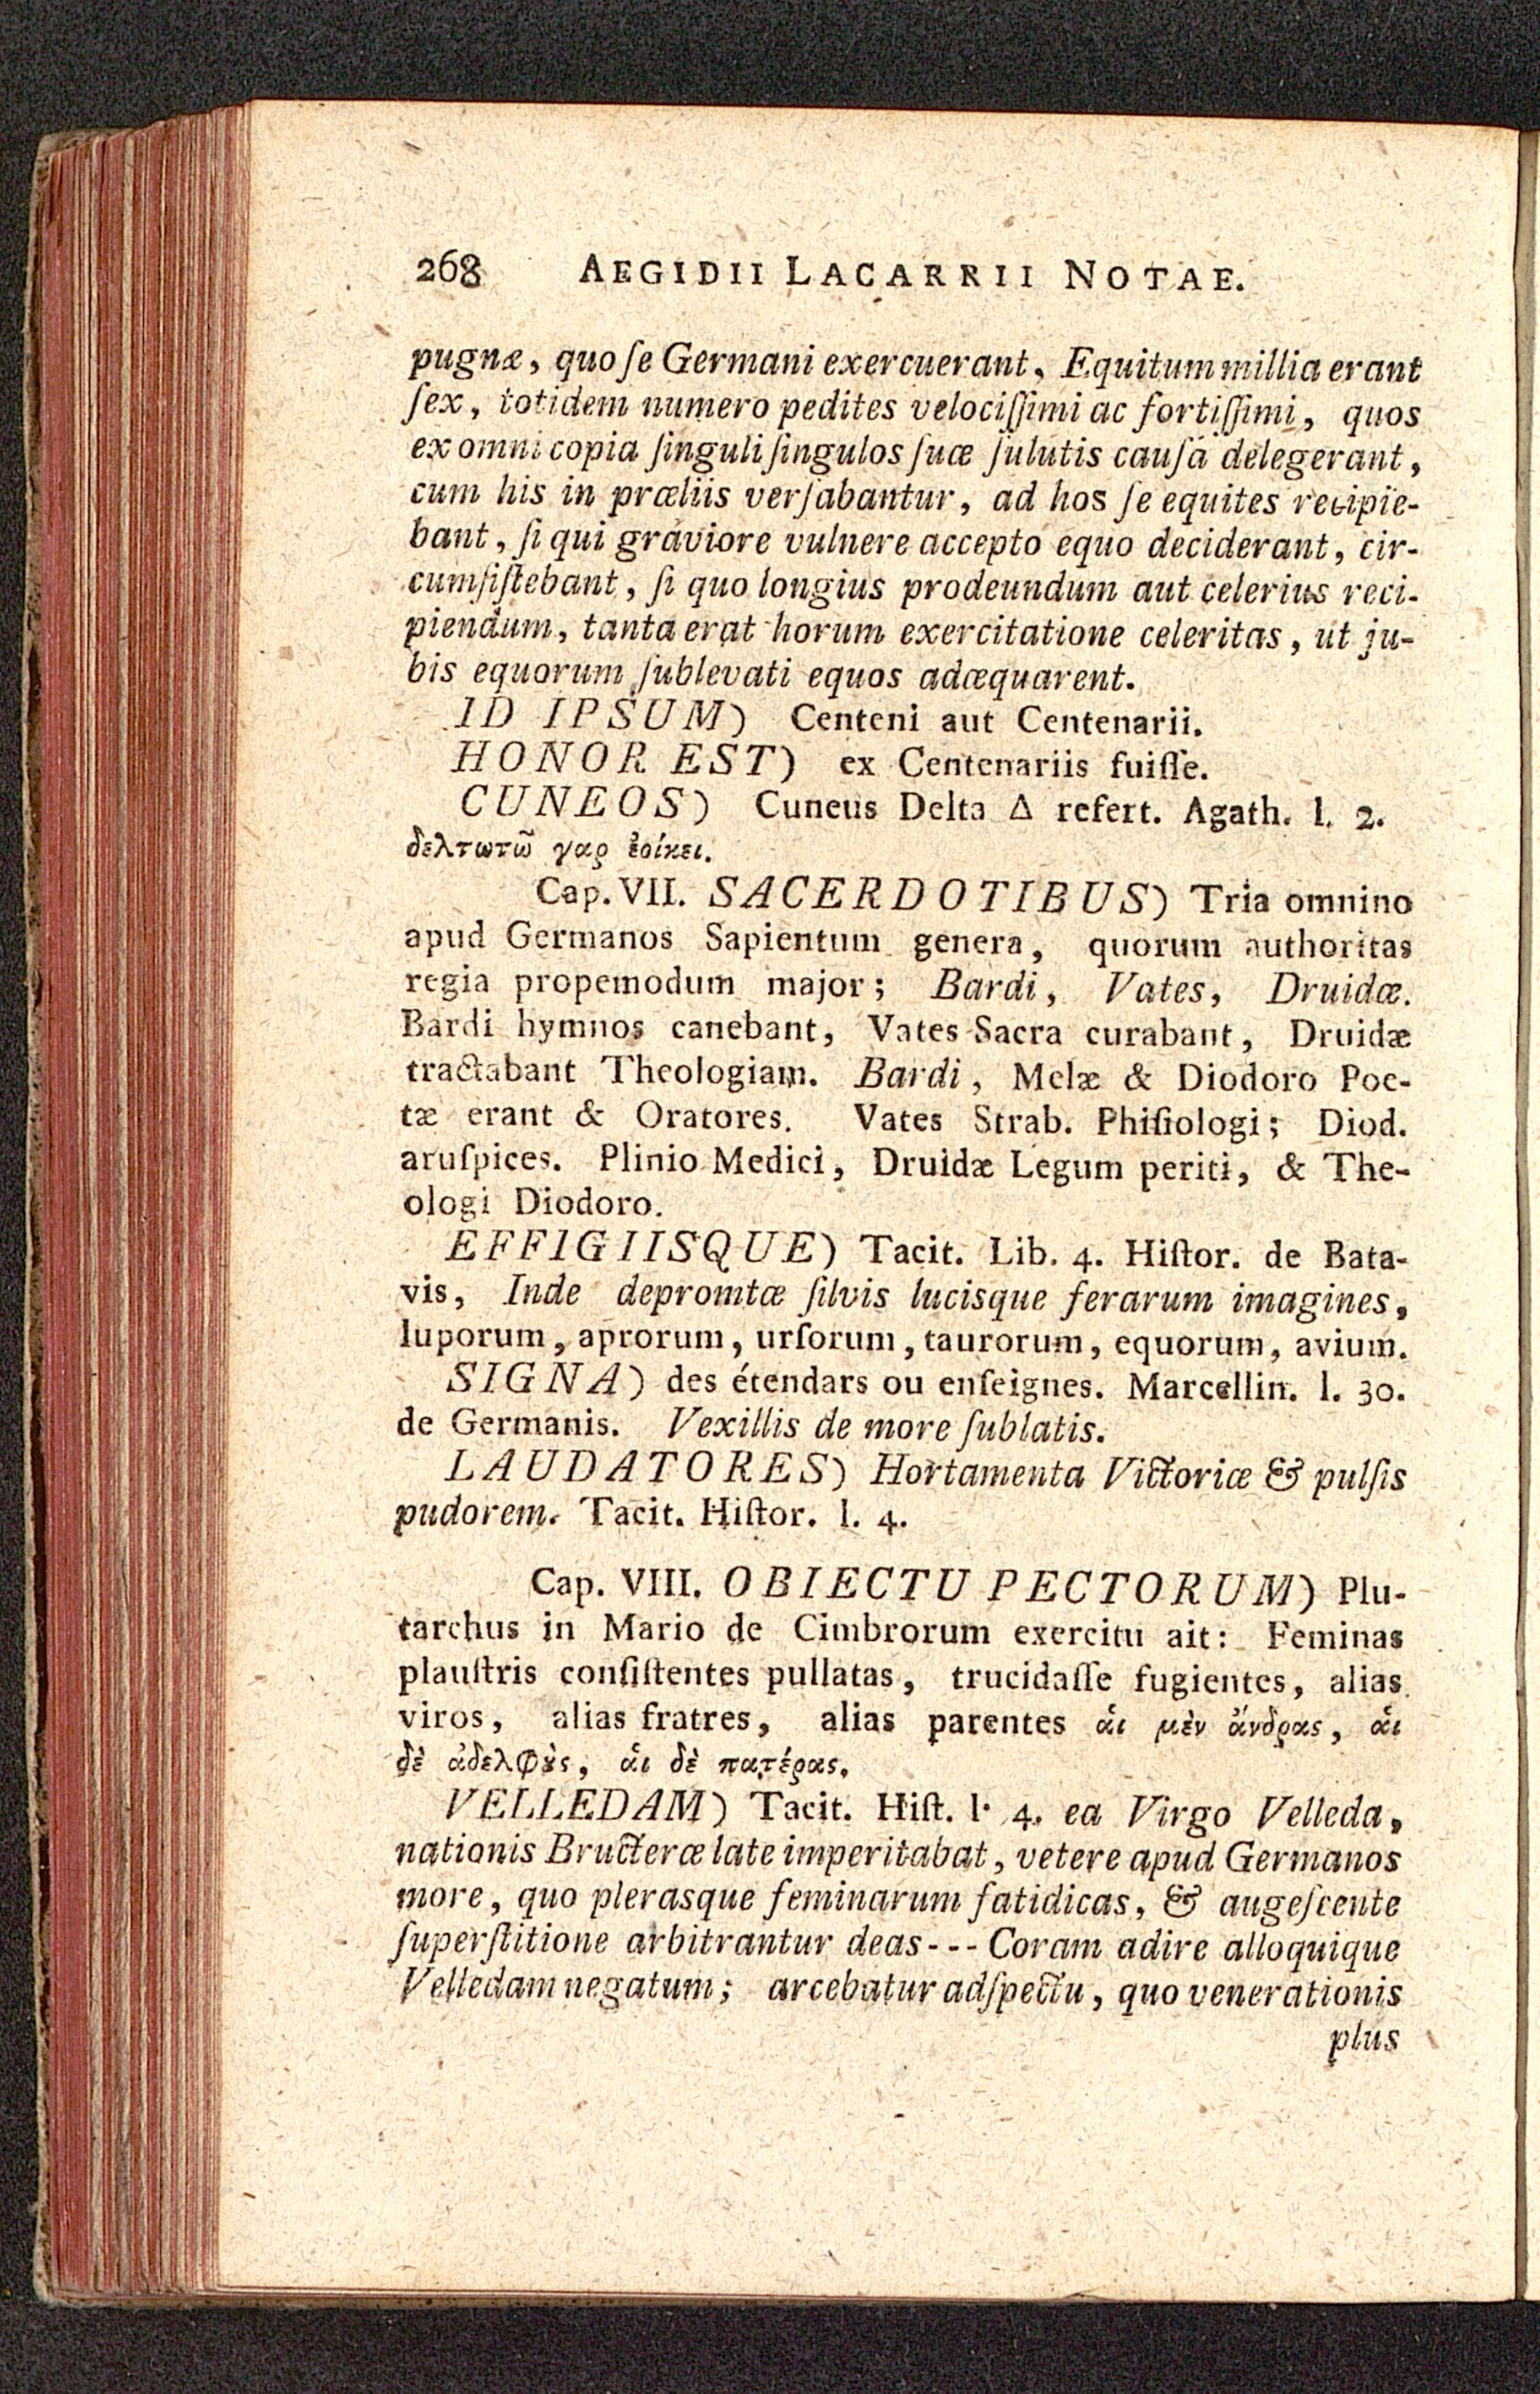 268 AEGIDII LACARRII NOTAE.
pugnæ, quo ſe Germani exercuerant, Equitum millia erant
ſex, totidem numero pedites velociſſimi ac fortiſſimi, quos
ex omni copia ſinguli ſingulos ſuæ ſulutis cauſâ delegerant,
cum his in præliis verſabantur, ad hos ſe equites recipie-
bant, ſi qui graviore vulnere accepto equo deciderant, cir-
cumſiſtebant, ſi quo longius prodeundum aut celerius reci-
piendum, tanta erat horum exercitatione celeritas, ut ju-
bis equorum ſublevati equos adæquarent.
ID IPSUM) Centeni aut Centenarii.
HONOR EST) ex Centenariis fuiſſe.
CUNEOS) Cuneus Delta Δ refert. Agath. l. 2.
δελτωτῶ γαρ ἐοίκει.
Cap. VII. SACERDOTIBUS) Tria omnino
apud Germanos Sapientum genera, quorum authoritas
regia propemodum major; Bardi, Vates, Druidæ.
Bardi hymnos canebant, Vates Sacra curabant, Druidæ
tractabant Theologiam. Bardi, Melæ & Diodoro Poe-
tæ erant & Oratores. Vates Strab. Phiſiologi; Diod.
aruſpices. Plinio Medici, Druidæ Legum periti, & The-
ologi Diodoro.
EFFIGIISQUE) Tacit. Lib. 4. Hiſtor. de Bata-
vis, Inde depromtæ ſilvis lucisque ferarum imagines,
luporum, aprorum, urſorum, taurorum, equorum, avium.
SIGNA) des étendars ou enſeignes. Marcellin. l. 30.
de Germanis. Vexillis de more ſublatis.
LAUDATORES) Hortamenta Victoriæ & pulſis
pudorem. Tacit. Hiſtor. l. 4.
Cap. VIII. OBIECTU PECTORUM) Plu-
tarchus in Mario de Cimbrorum exercitu ait: Feminas
plauſtris conſiſtentes pullatas, trucidaſſe fugientes, alias
viros, alias fratres, alias parentes ἁι μὲν ἄνδρας, ἁι
δὲ ἀδελφȣ̀ς, ἁι δὲ πατέρας.
VELLEDAM) Tacit. Hiſt. l. 4. ea Virgo Velleda,
nationis Bructeræ late imperitabat, vetere apud Germanos
more, quo plerasque feminarum fatidicas, & augeſcente
ſuperſtitione arbitrantur deas--- Coram adire alloquique
Velledam negatum; arcebatur adſpectu, quo venerationis
plus